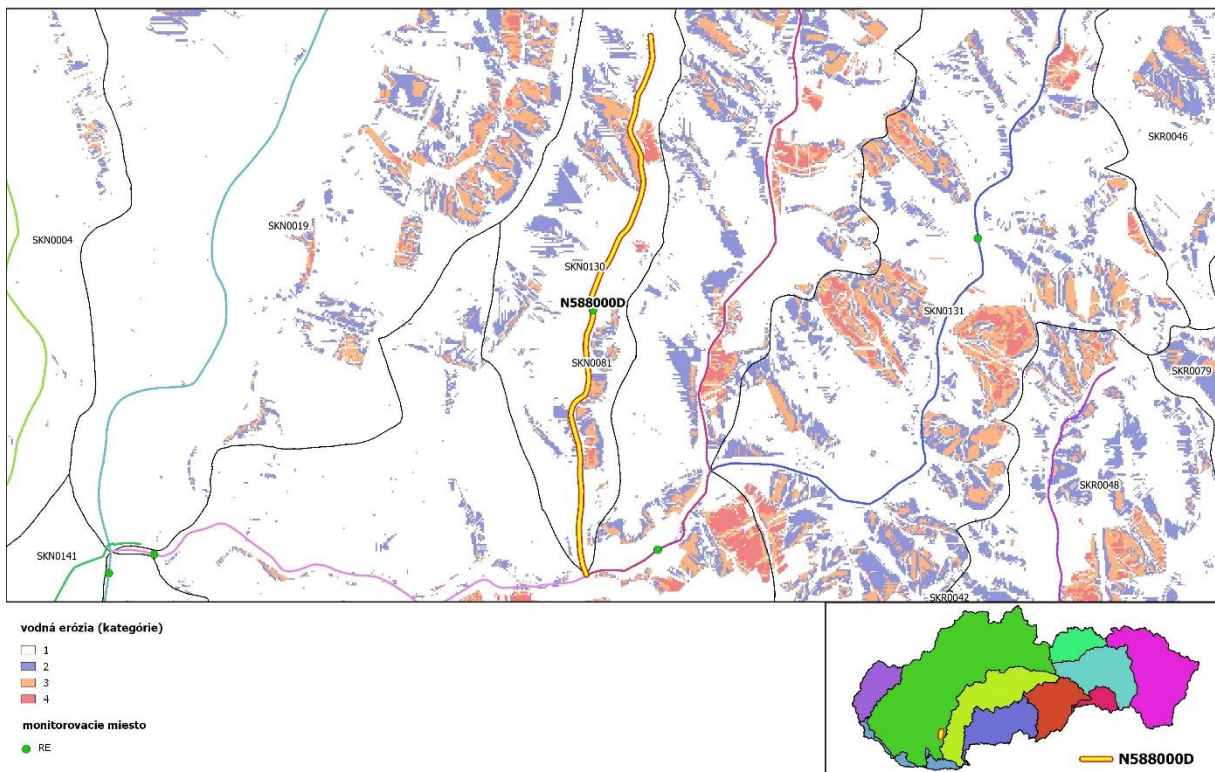 SKR0046
SKN0004
SKN0019
SKN0130
N588000D
SKN0131
SKN0081
SKR0079
SKR0048
SKN0141
SKR0042
vodná erózia (kategórie)
1
2
3
4
monitorovacie miesto
RE
N588000D